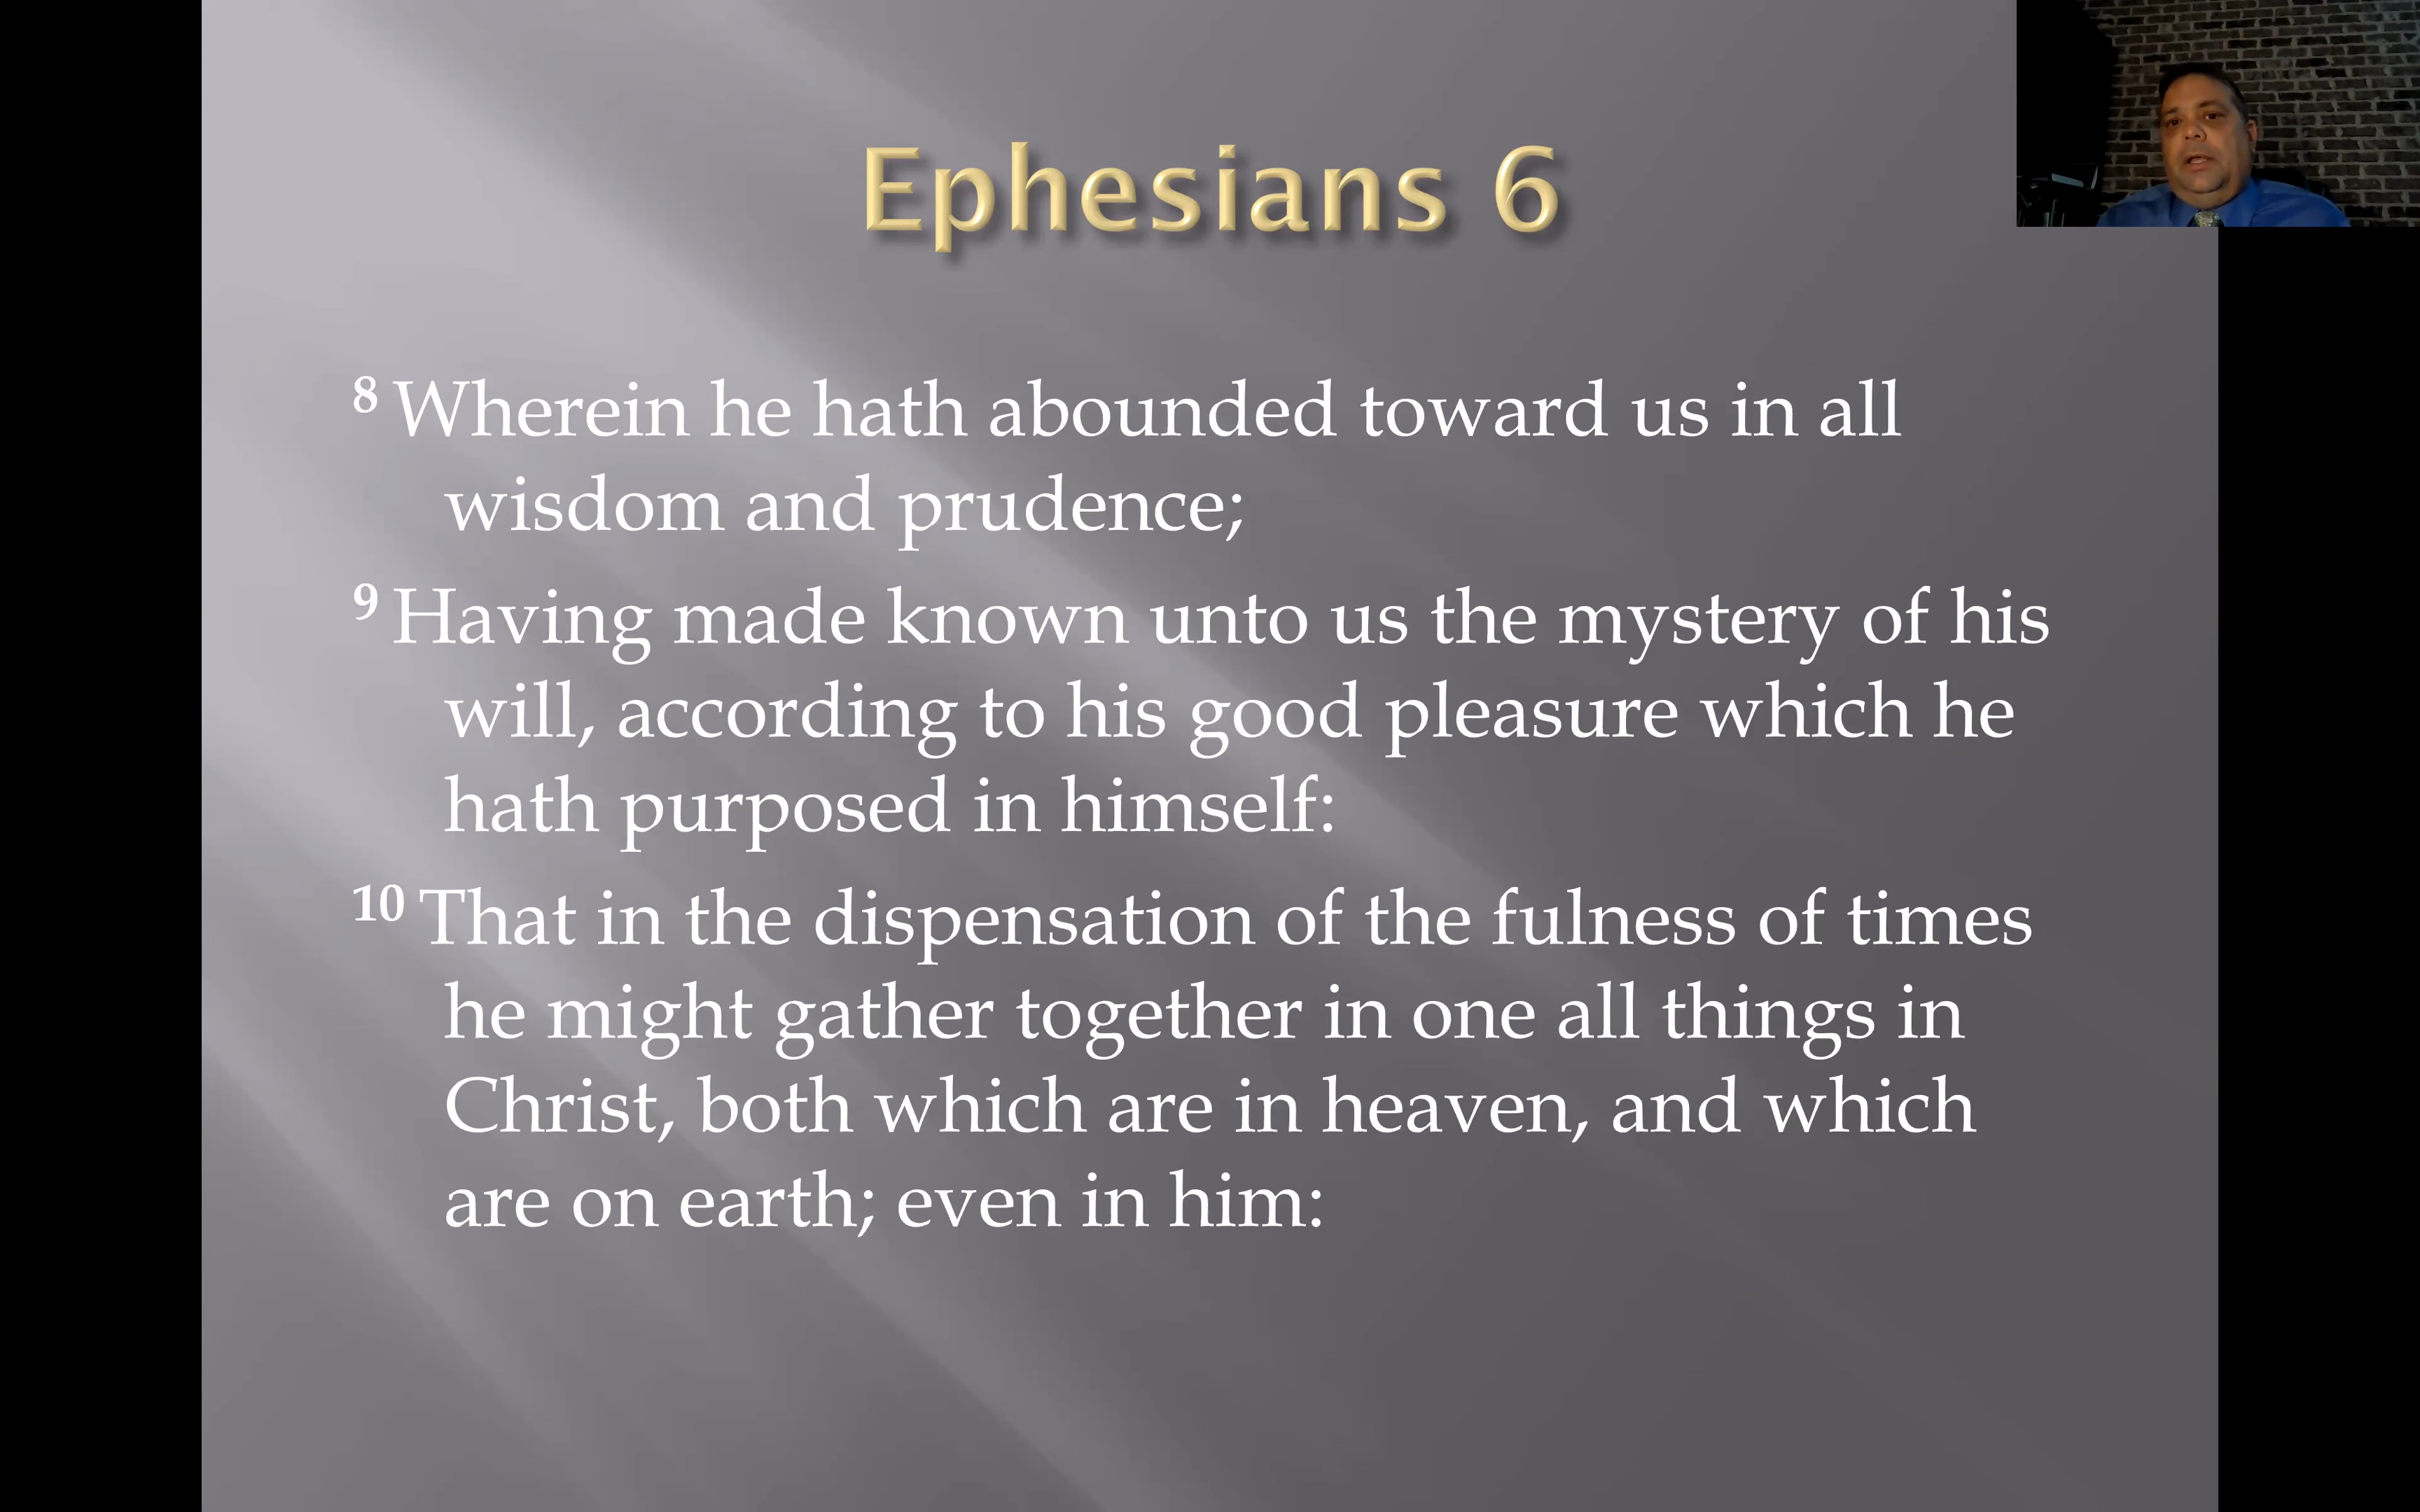 Ephesians 6
8 Wherein he hath abounded toward us in all
wisdom and prudence;
9 Having made known unto us the mystery of his
will, according to his good pleasure which he
hath purposed in himself:
10 That in the dispensation of the fulness of times
he might gather together in one all things in
Christ, both which are in heaven, and which
are on earth; even in him: